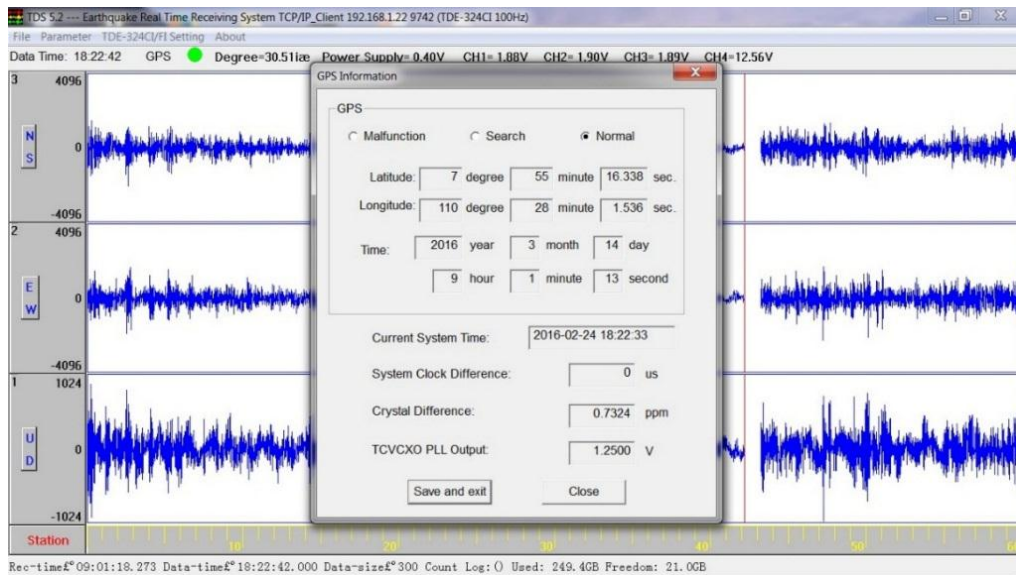 TDS 5.2 --- Earthquake Real Time Receiving System TCP/IP_Client 192.168.1.22 9742 (TDE-324CI 100Hz)
File Parameter TDE-324CI/FI Setting About
Data Time: 18:22:42 GPS Degree=30.51iæ Power Supply= 0.40V CH1= 1.88V CH2= 1.90V CH3= 1.89V CH4=12.56V
GPS Information
GPS
Malfunction Search Normal
Latitude: 7 degree 55 minute 16.338 sec.
Longitude: 110 degree 28 minute 1.536 sec.
Time: 2016 year 3 month 14 day
9 hour 1 minute 13 second
Current System Time: 2016-02-24 18:22:33
System Clock Difference: 0 us
Crystal Difference: 0.7324 ppm
TCVCXO PLL Output: 1.2500 V
Save and exit Close
3 4096
N
S
0
-4096
2 4096
E
W
0
-4096
1 1024
U
D
0
-1024
Station 10 20 30 40 50 60
Rec-time£º09:01:18.273 Data-time£º18:22:42.000 Data-size£º300 Count Log:() Used: 249.4GB Freedom: 21.0GB